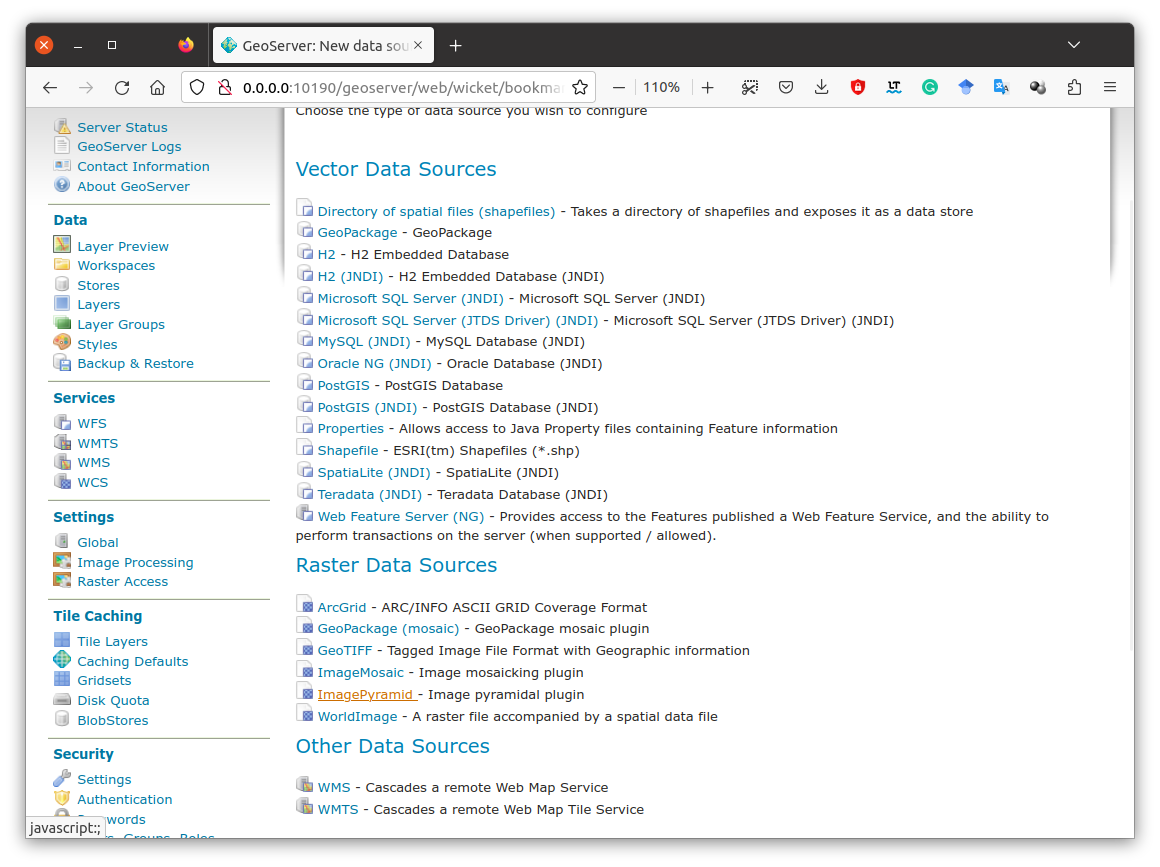 GeoServer: New data sou
0.0.0.0:10190/geoserver/web/wicket/bookma
110%
Server Status
GeoServer Logs
Contact Information
About GeoServer
Data
Layer Preview
Workspaces
Stores
Layers
Layer Groups
Styles
Backup & Restore
Services
WFS
WMTS
WMS
WCS
Settings
Global
Image Processing
Raster Access
Tile Caching
Tile Layers
Caching Defaults
Gridsets
Disk Quota
BlobStores
Security
Settings
Authentication
javascript:;
Choose the type of data source you wish to configure
Vector Data Sources
Directory of spatial files (shapefiles) - Takes a directory of shapefiles and exposes it as a data store
GeoPackage - GeoPackage
H2 - H2 Embedded Database
H2 (JNDI) - H2 Embedded Database (JNDI)
Microsoft SQL Server (JNDI) - Microsoft SQL Server (JNDI)
Microsoft SQL Server (JTDS Driver) (JNDI) - Microsoft SQL Server (JTDS Driver) (JNDI)
MySQL (JNDI) - MySQL Database (JNDI)
Oracle NG (JNDI) - Oracle Database (JNDI)
PostGIS - PostGIS Database
PostGIS (JNDI) - PostGIS Database (JNDI)
Properties - Allows access to Java Property files containing Feature information
Shapefile - ESRI(tm) Shapefiles (*.shp)
SpatiaLite (JNDI) - SpatiaLite (JNDI)
Teradata (JNDI) - Teradata Database (JNDI)
Web Feature Server (NG) - Provides access to the Features published a Web Feature Service, and the ability to
perform transactions on the server (when supported / allowed).
Raster Data Sources
ArcGrid - ARC/INFO ASCII GRID Coverage Format
GeoPackage (mosaic) - GeoPackage mosaic plugin
GeoTIFF - Tagged Image File Format with Geographic information
ImageMosaic - Image mosaicking plugin
ImagePyramid - Image pyramidal plugin
WorldImage - A raster file accompanied by a spatial data file
Other Data Sources
WMS - Cascades a remote Web Map Service
WMTS - Cascades a remote Web Map Tile Service